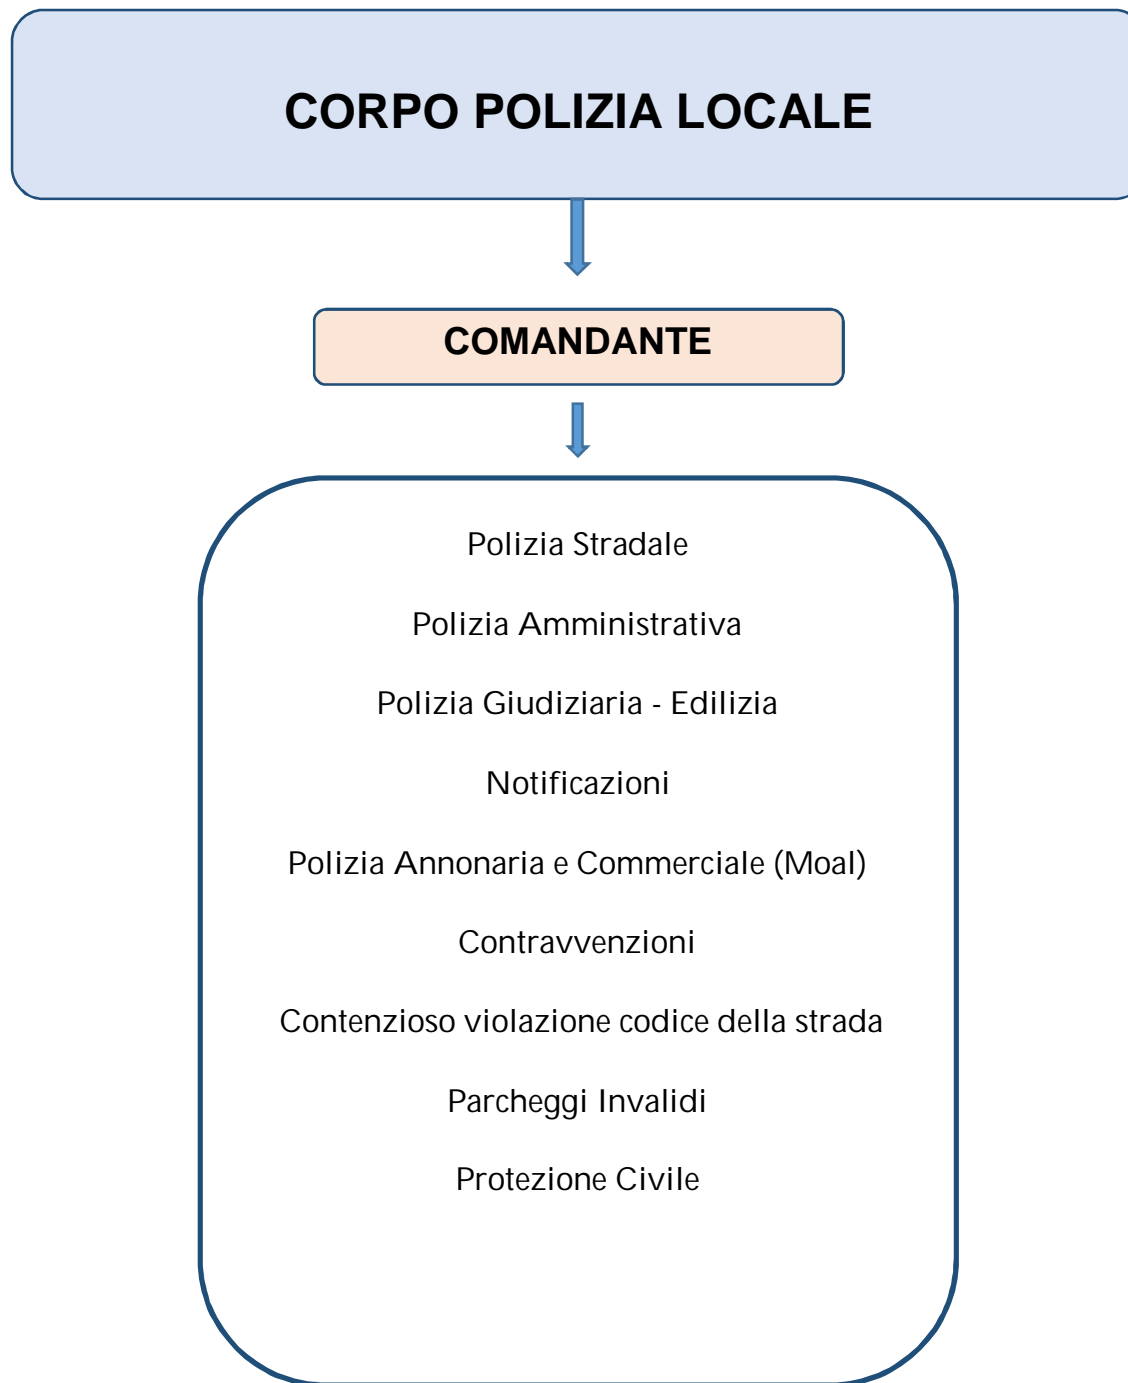 CORPO POLIZIA LOCALE
COMANDANTE
Polizia Stradale
Polizia Amministrativa
Polizia Giudiziaria - Edilizia
Notificazioni
Polizia Annonaria e Commerciale (Moal)
Contravvenzioni
Contenzioso violazione codice della strada
Parcheggi Invalidi
Protezione Civile